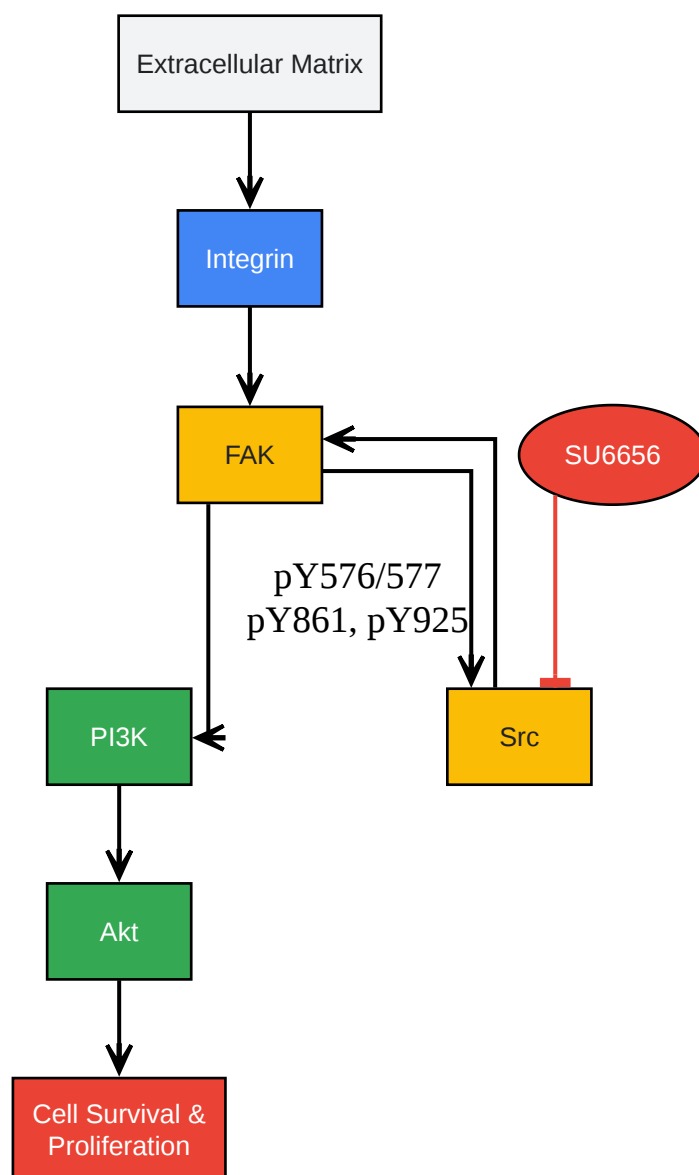 Extracellular Matrix
Integrin
FAK
SU6656
pY576/577
pY861, pY925
PI3K
Src
Akt
Cell Survival &
Proliferation